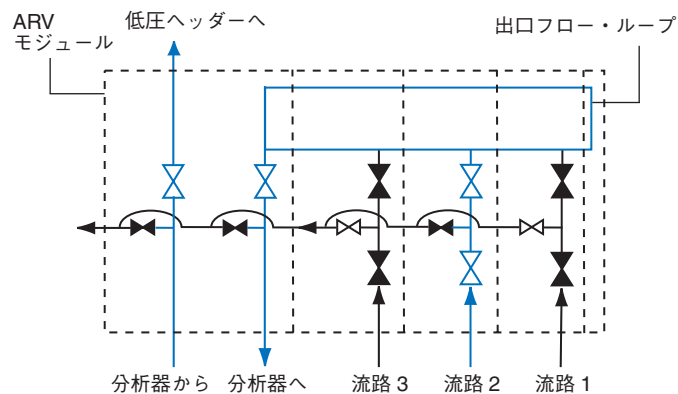 ARV
モジュール
低圧ヘッダーへ
出口フロー・ループ
分析器から
分析器へ
流路 3
流路 2
流路 1